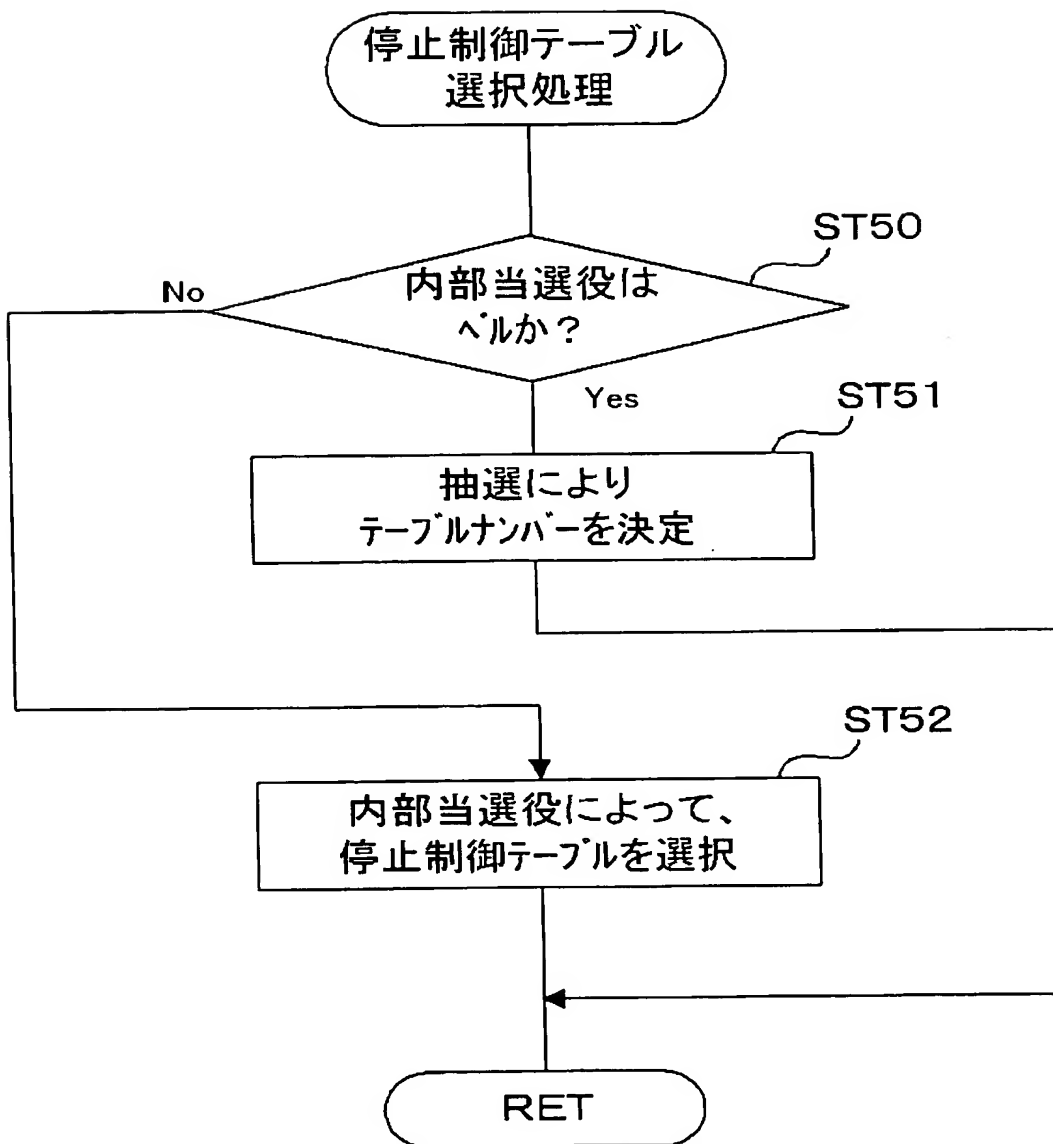 停止制御テーブル
選択処理
ST50
内部当選役は
ベルか？
No
Yes
ST51
抽選により
テーブルナンバーを決定
ST52
内部当選役によって、
停止制御テーブルを選択
RET